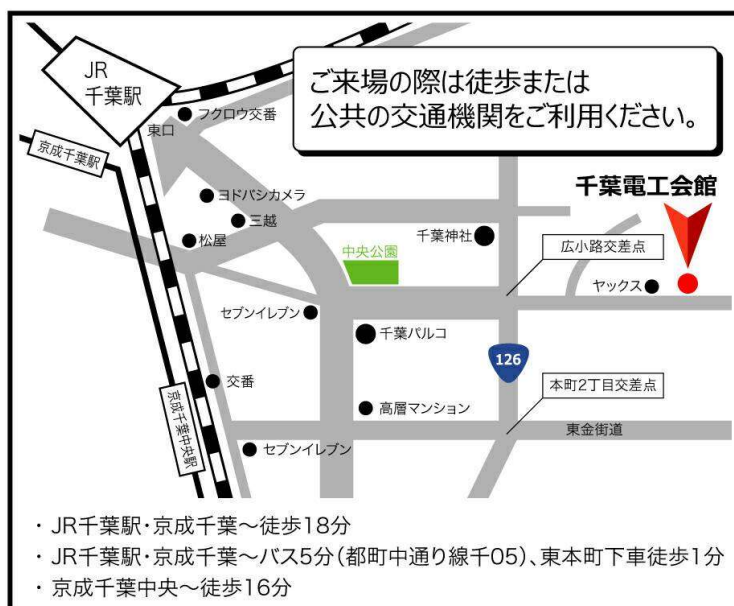 JR
千葉駅
ご来場の際は徒歩または
公共の交通機関をご利用ください。
フクロウ交番
東口
京成千葉駅
千葉電工会館
ヨドバシカメラ
三越
千葉神社
松屋
中央公園
広小路交差点
ヤックス
セブンイレブン
千葉パルコ
126
交番
本町2丁目交差点
京成千葉中央駅
高層マンション
東金街道
セブンイレブン
・JR千葉駅・京成千葉～徒歩18分
・JR千葉駅・京成千葉～バス5分(都町中通り線千05)、東本町下車徒歩1分
・京成千葉中央～徒歩16分